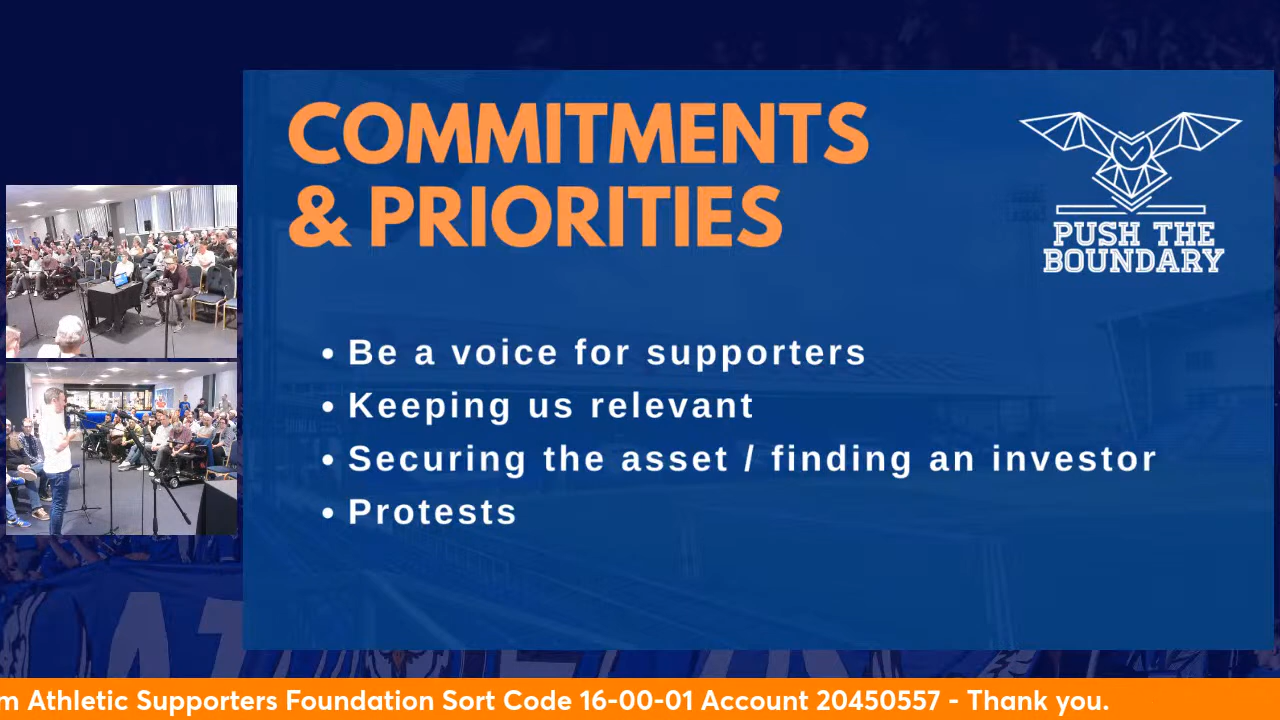 COMMITMENTS
& PRIORITIES
PUSH THE
BOUNDARY
• Be a voice for supporters
• Keeping us relevant
• Securing the asset / finding an investor
• Protests
m Athletic Supporters Foundation Sort Code 16-00-01 Account 20450557 - Thank you.